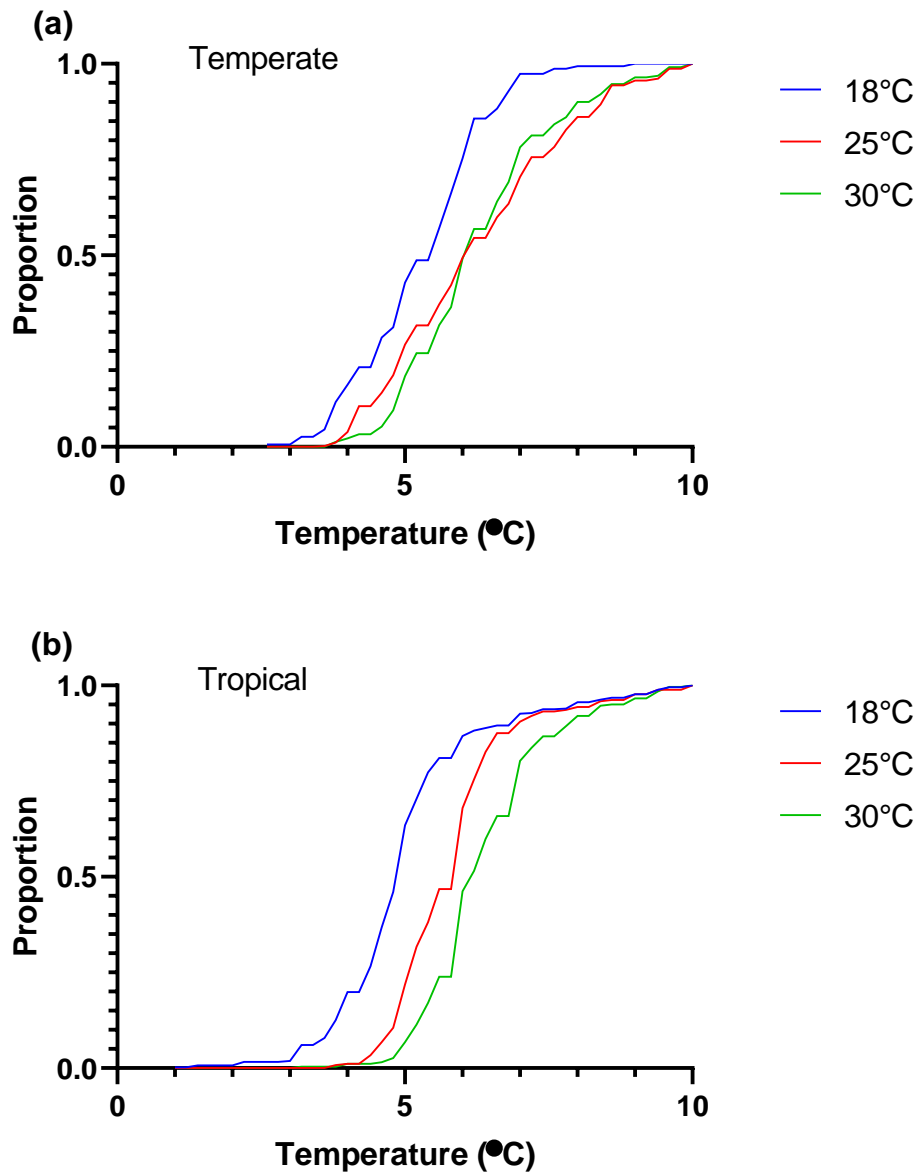 (a)
Temperate
1.0
0.5
0.0
Proportion
0 5 10
Temperature (●C)
18°C
25°C
30°C
(b)
Tropical
1.0
0.5
0.0
Proportion
0 5 10
Temperature (●C)
18°C
25°C
30°C